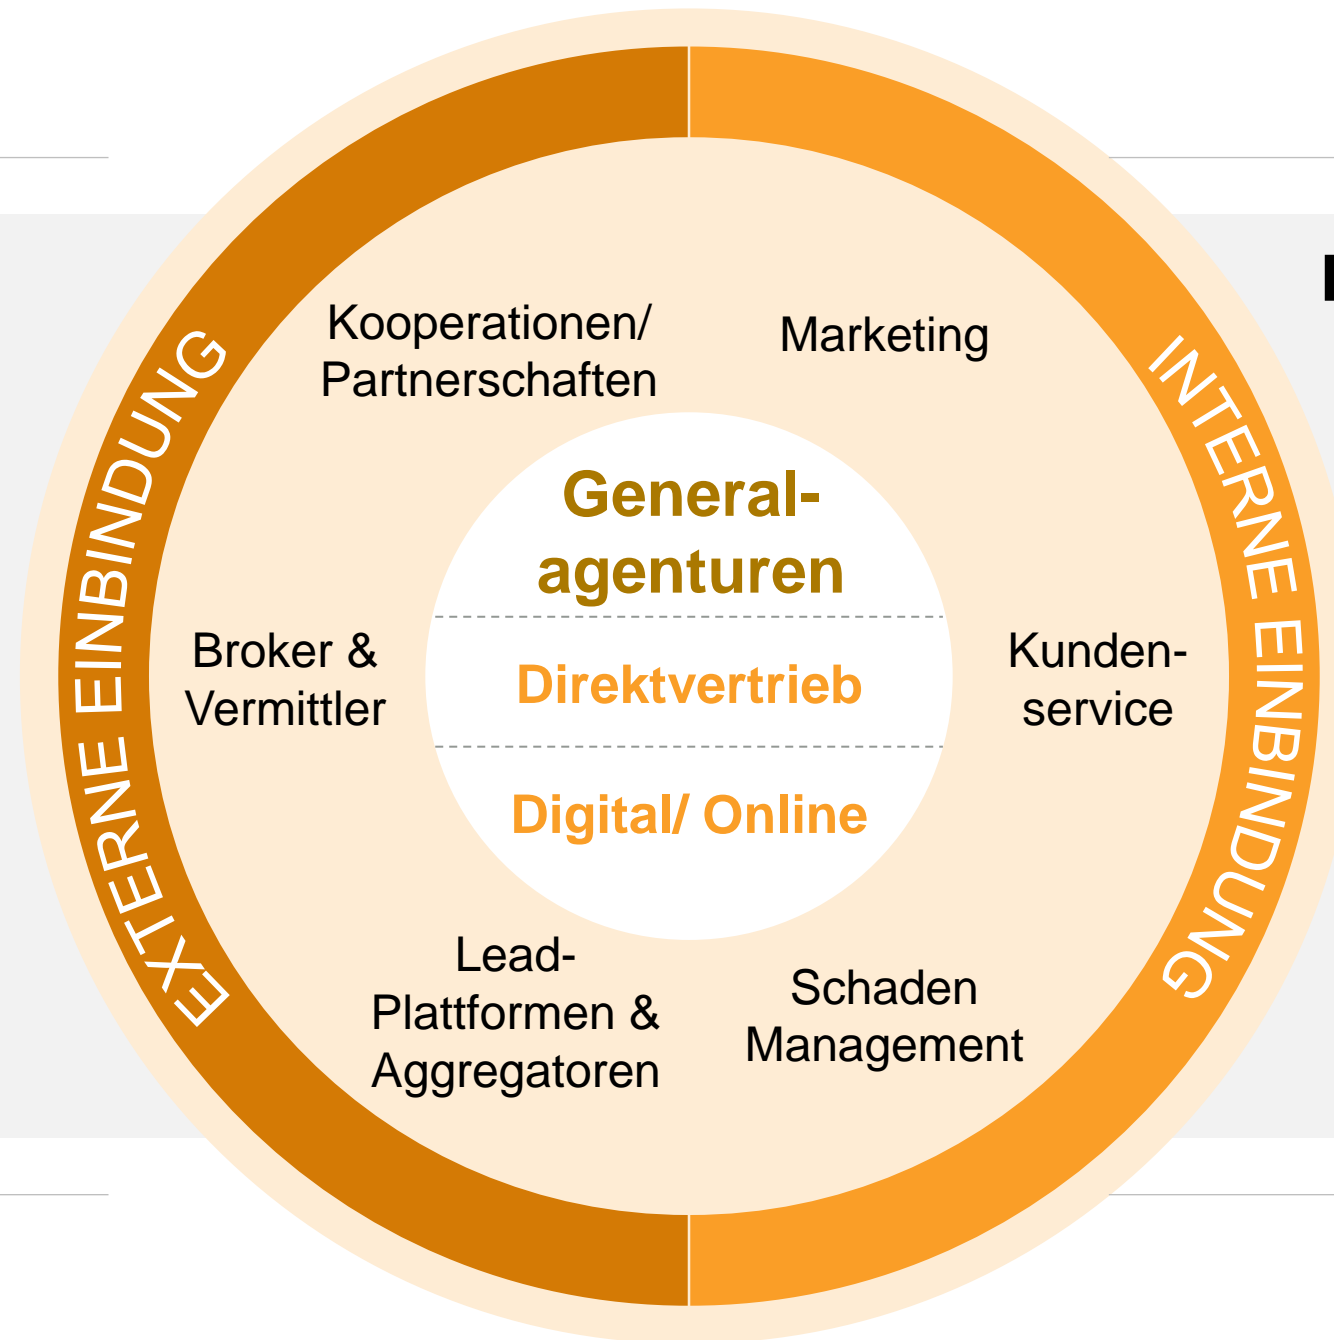 EXTERNE EINBINDUNG
INTERNE EINBINDUNG
Kooperationen/
Partnerschaften
Marketing
General-
agenturen
Broker &
Vermittler
Direktvertrieb
Kunden-
service
Digital/ Online
Lead-
Plattformen &
Aggregatoren
Schaden
Management